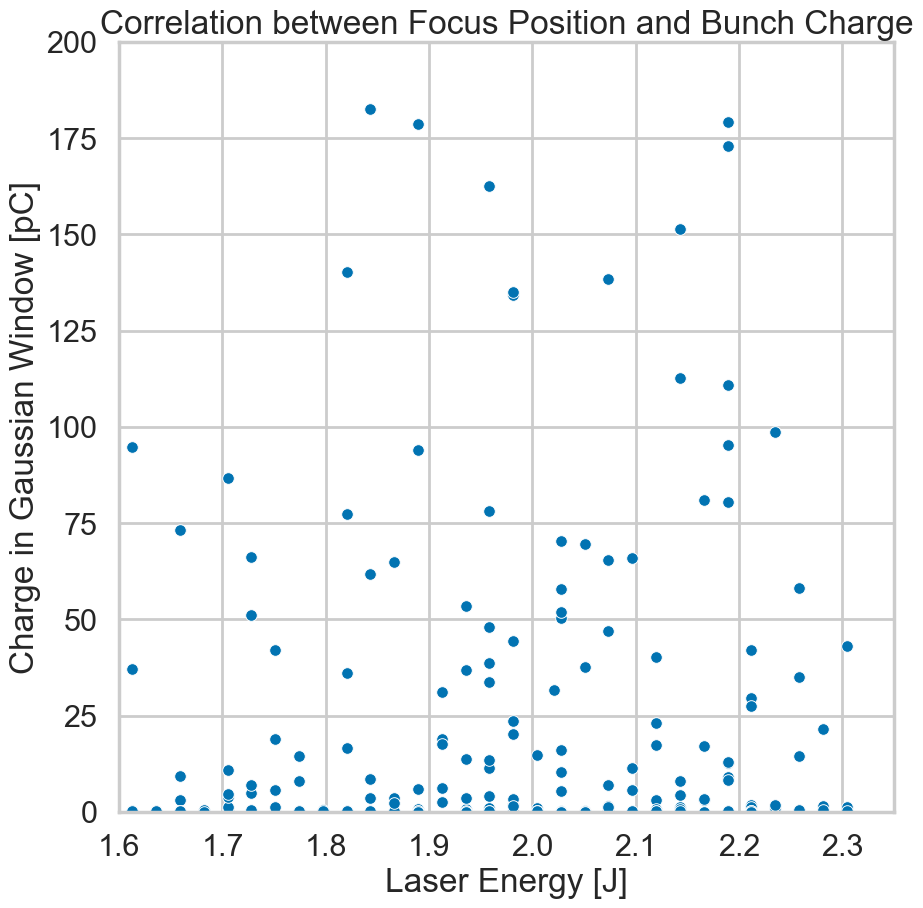 Correlation between Focus Position and Bunch Charge
200
175
150
125
100
75
50
25
0
Charge in Gaussian Window [pC]
1.6 1.7 1.8 1.9 2.0 2.1 2.2 2.3
Laser Energy [J]